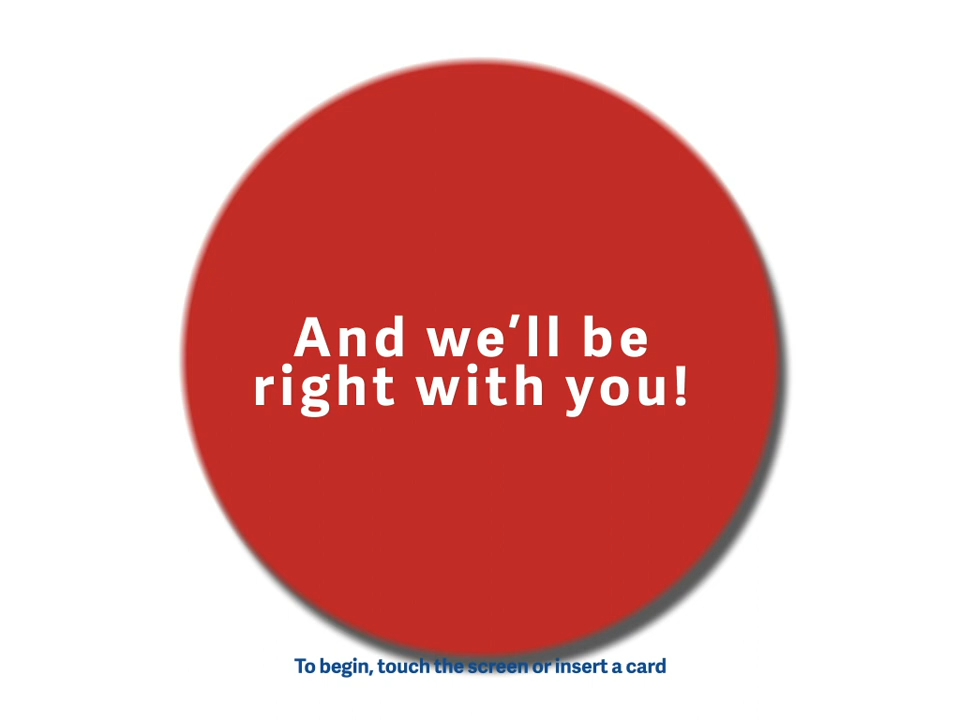 And we’ll be
right with you!
To begin, touch the screen or insert a card